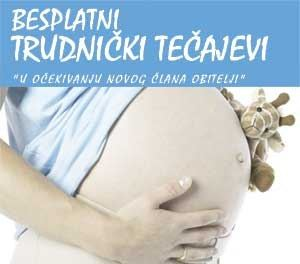 BESPLATNI
TRUDNIČKI TEČAJEVI
"U OČEKIVANJU NOVOG ČLANA OBITELJI"